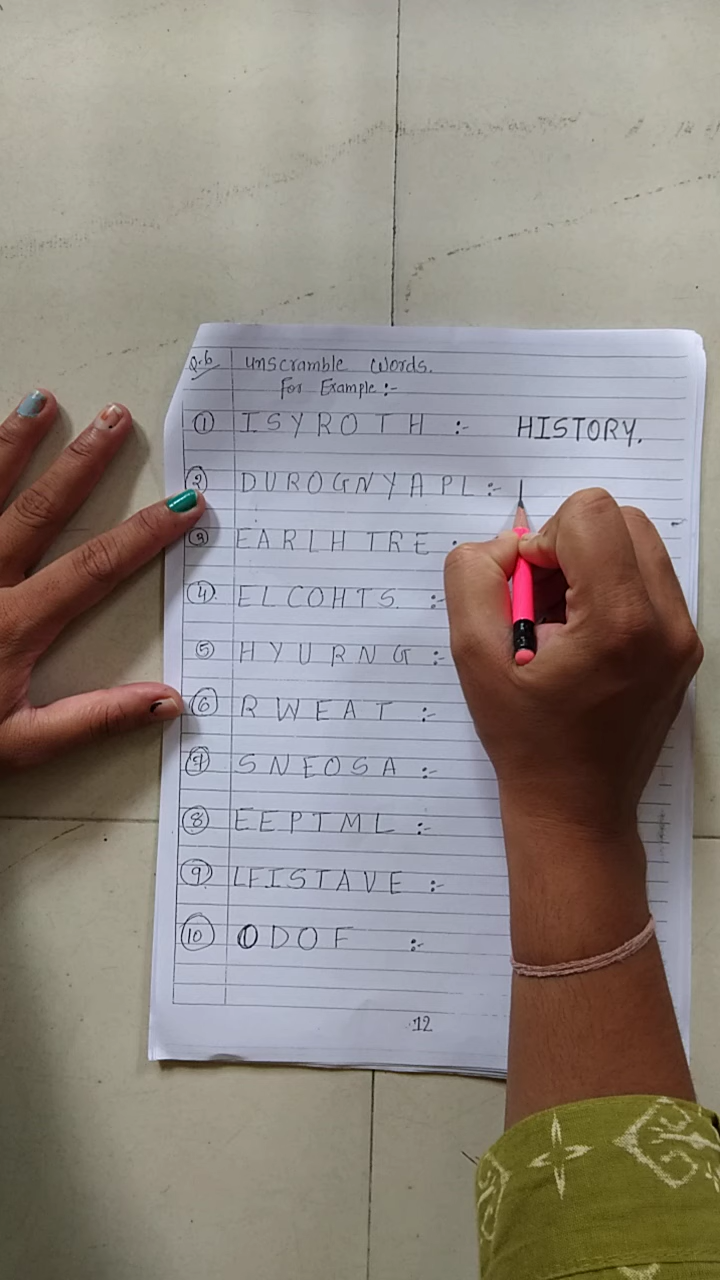 Q.6 Unscramble Words.
For Example :-
① ISYROTH :- HISTORY.
② DUROGNYAPL :-
③ EARLHTRE :
④ ELCOHTS. :-
⑤ HYURNG :-
⑥ RWEAT :-
⑦ SNEOSA :-
⑧ EEPTML :-
⑨ LFISTAVE :-
⑩ ODOF :-
12